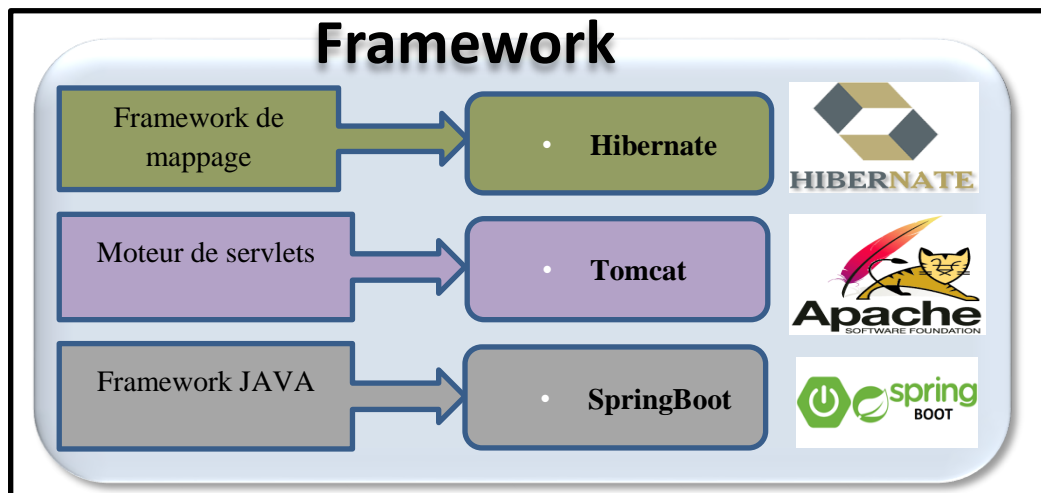 Framework
Framework de
mappage
• Hibernate
HIBERNATE
Moteur de servlets
• Tomcat
Apache
SOFTWARE FOUNDATION
Framework JAVA
• SpringBoot
spring
BOOT